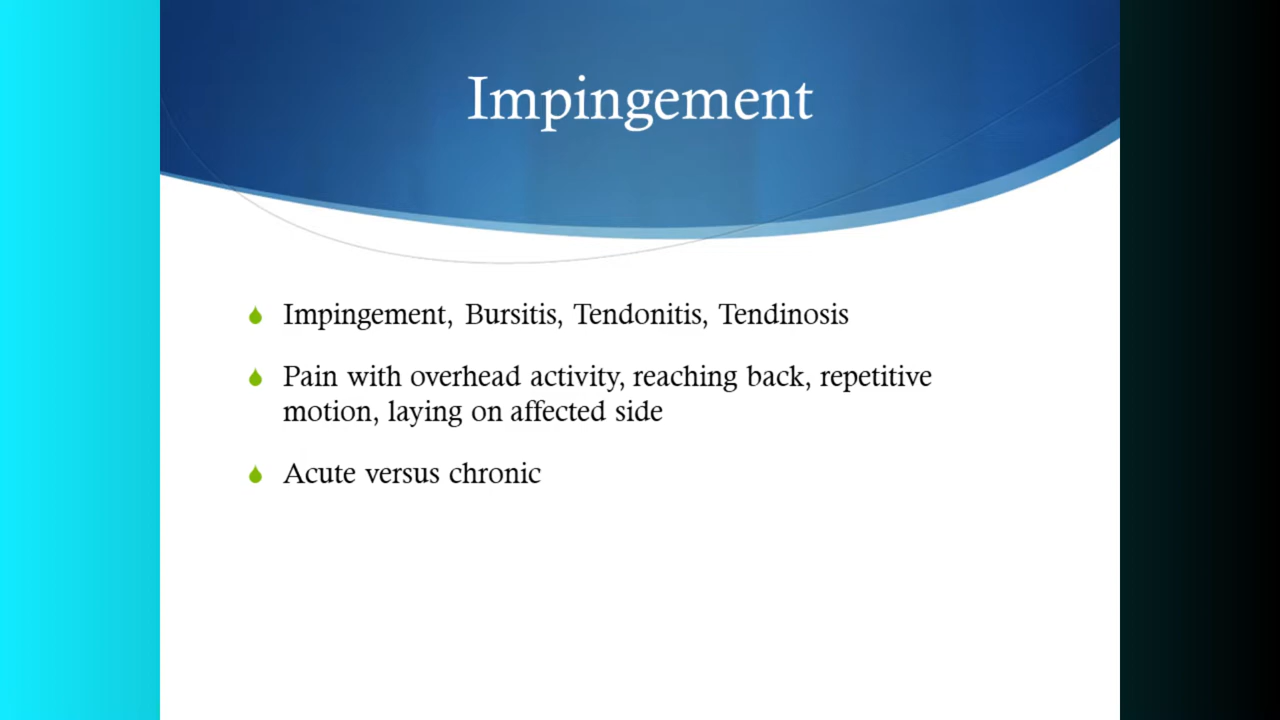 Impingement
Impingement, Bursitis, Tendonitis, Tendinosis
Pain with overhead activity, reaching back, repetitive
motion, laying on affected side
Acute versus chronic